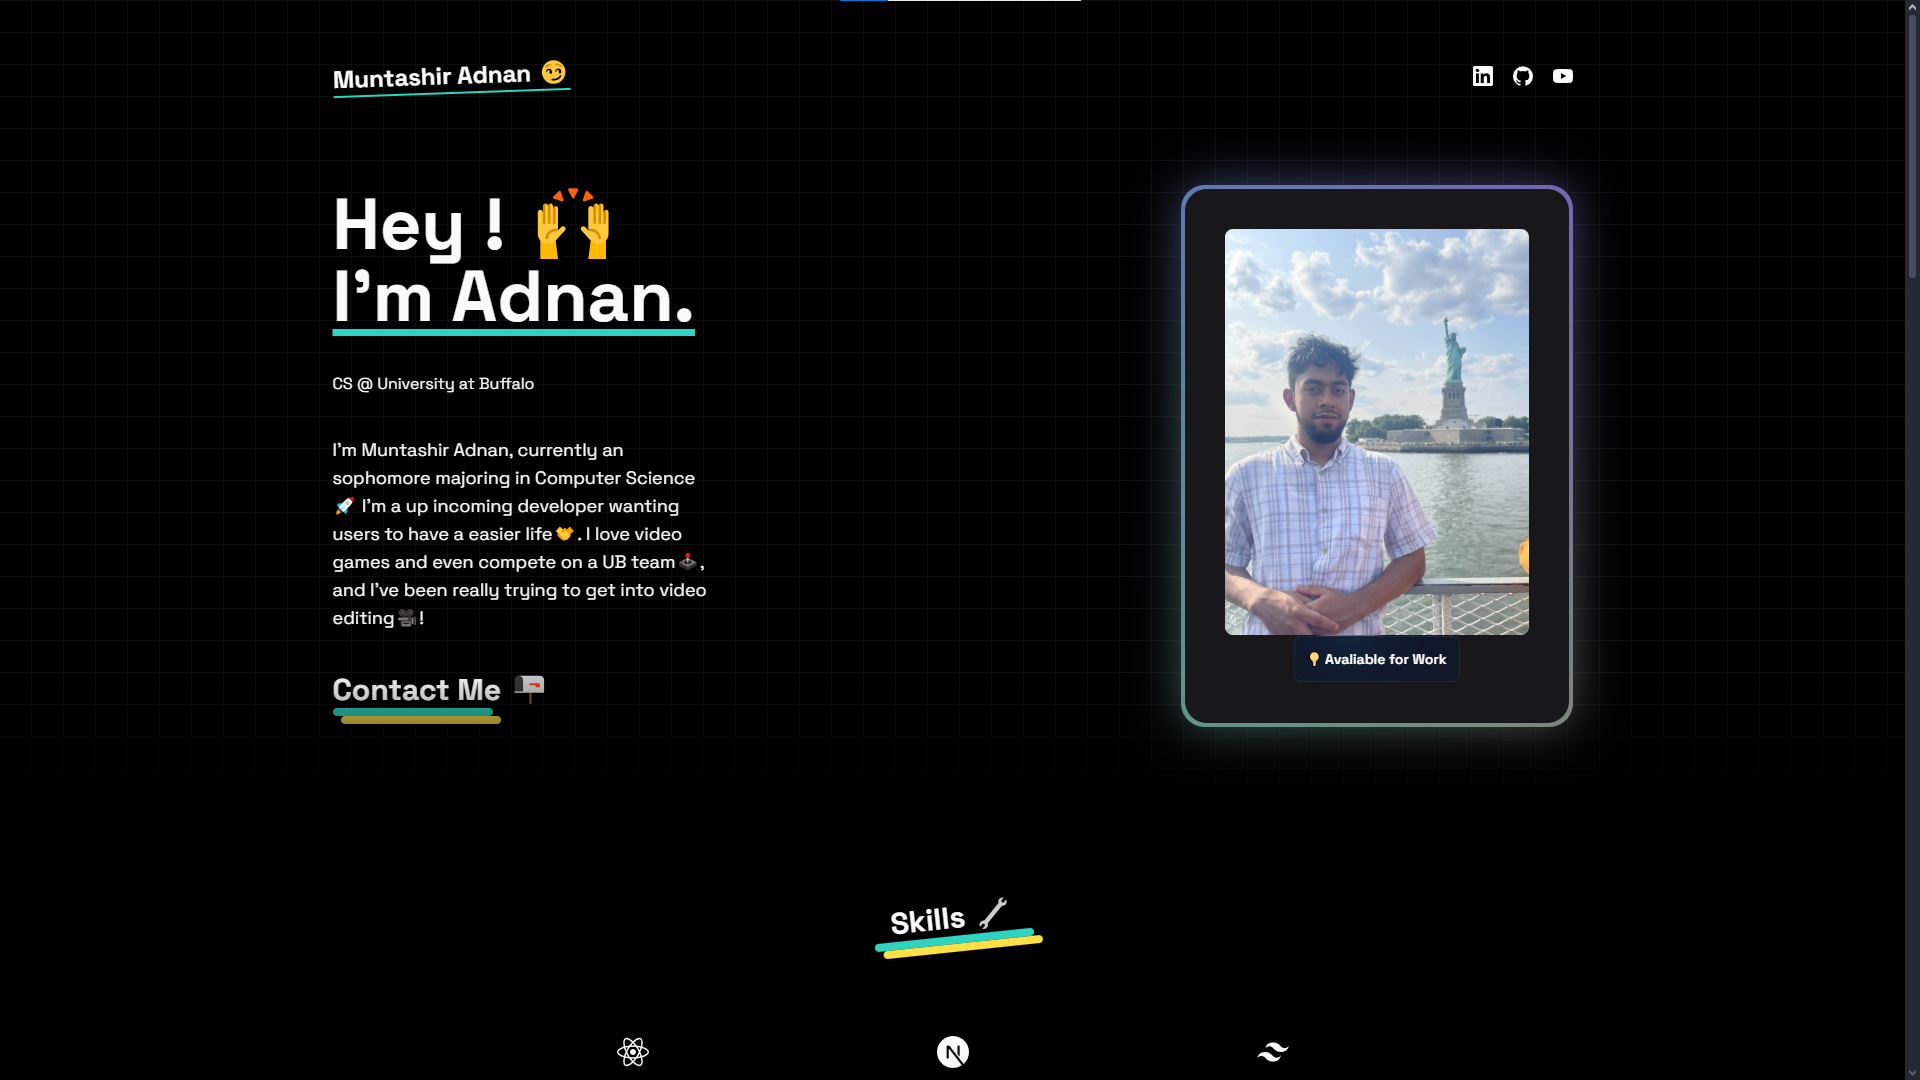 Muntashir Adnan 😏
Hey ! 🙌
I'm Adnan.
CS @ University at Buffalo
I'm Muntashir Adnan, currently an
sophomore majoring in Computer Science
🚀 I'm a up incoming developer wanting
users to have a easier life🤝. I love video
games and even compete on a UB team🕹️,
and I've been really trying to get into video
editing🎥!
Contact Me 📭
💡Avaliable for Work
Skills 🔧